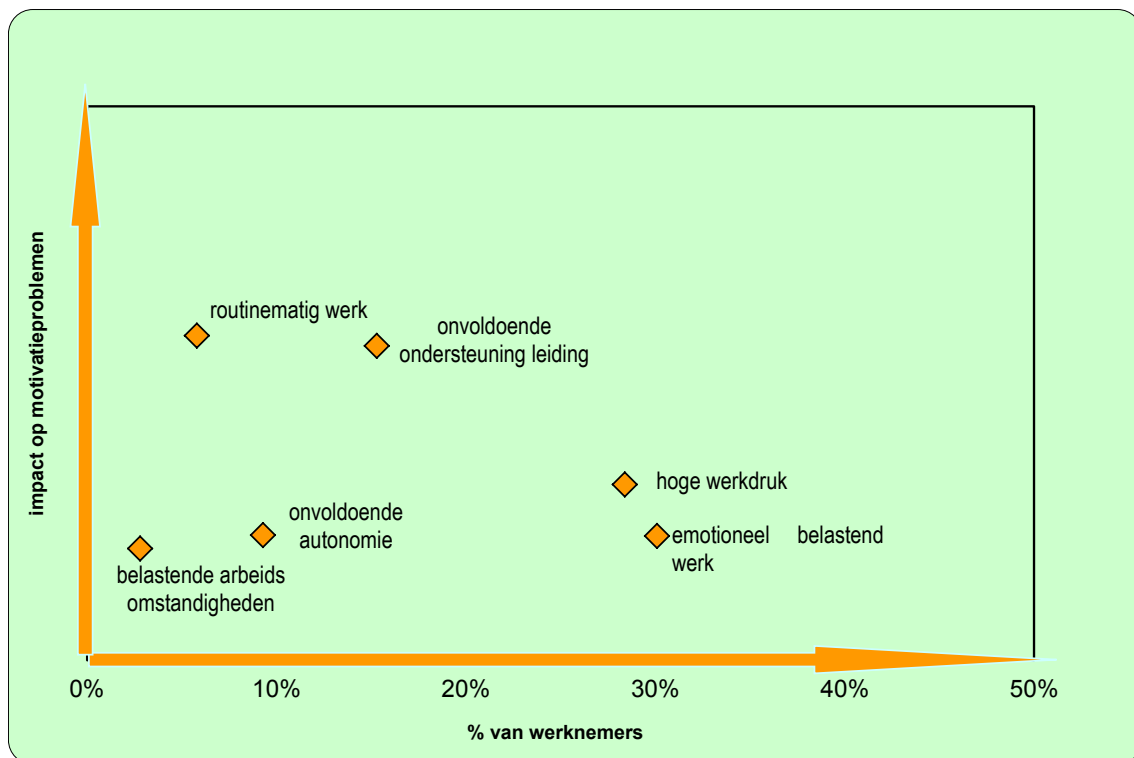 impact op motivatieproblemen
routinematig werk
onvoldoende
ondersteuning leiding
hoge werkdruk
onvoldoende
autonomie
emotioneel belastend
werk
belastende arbeids
omstandigheden
0% 10% 20% 30% 40% 50%
% van werknemers